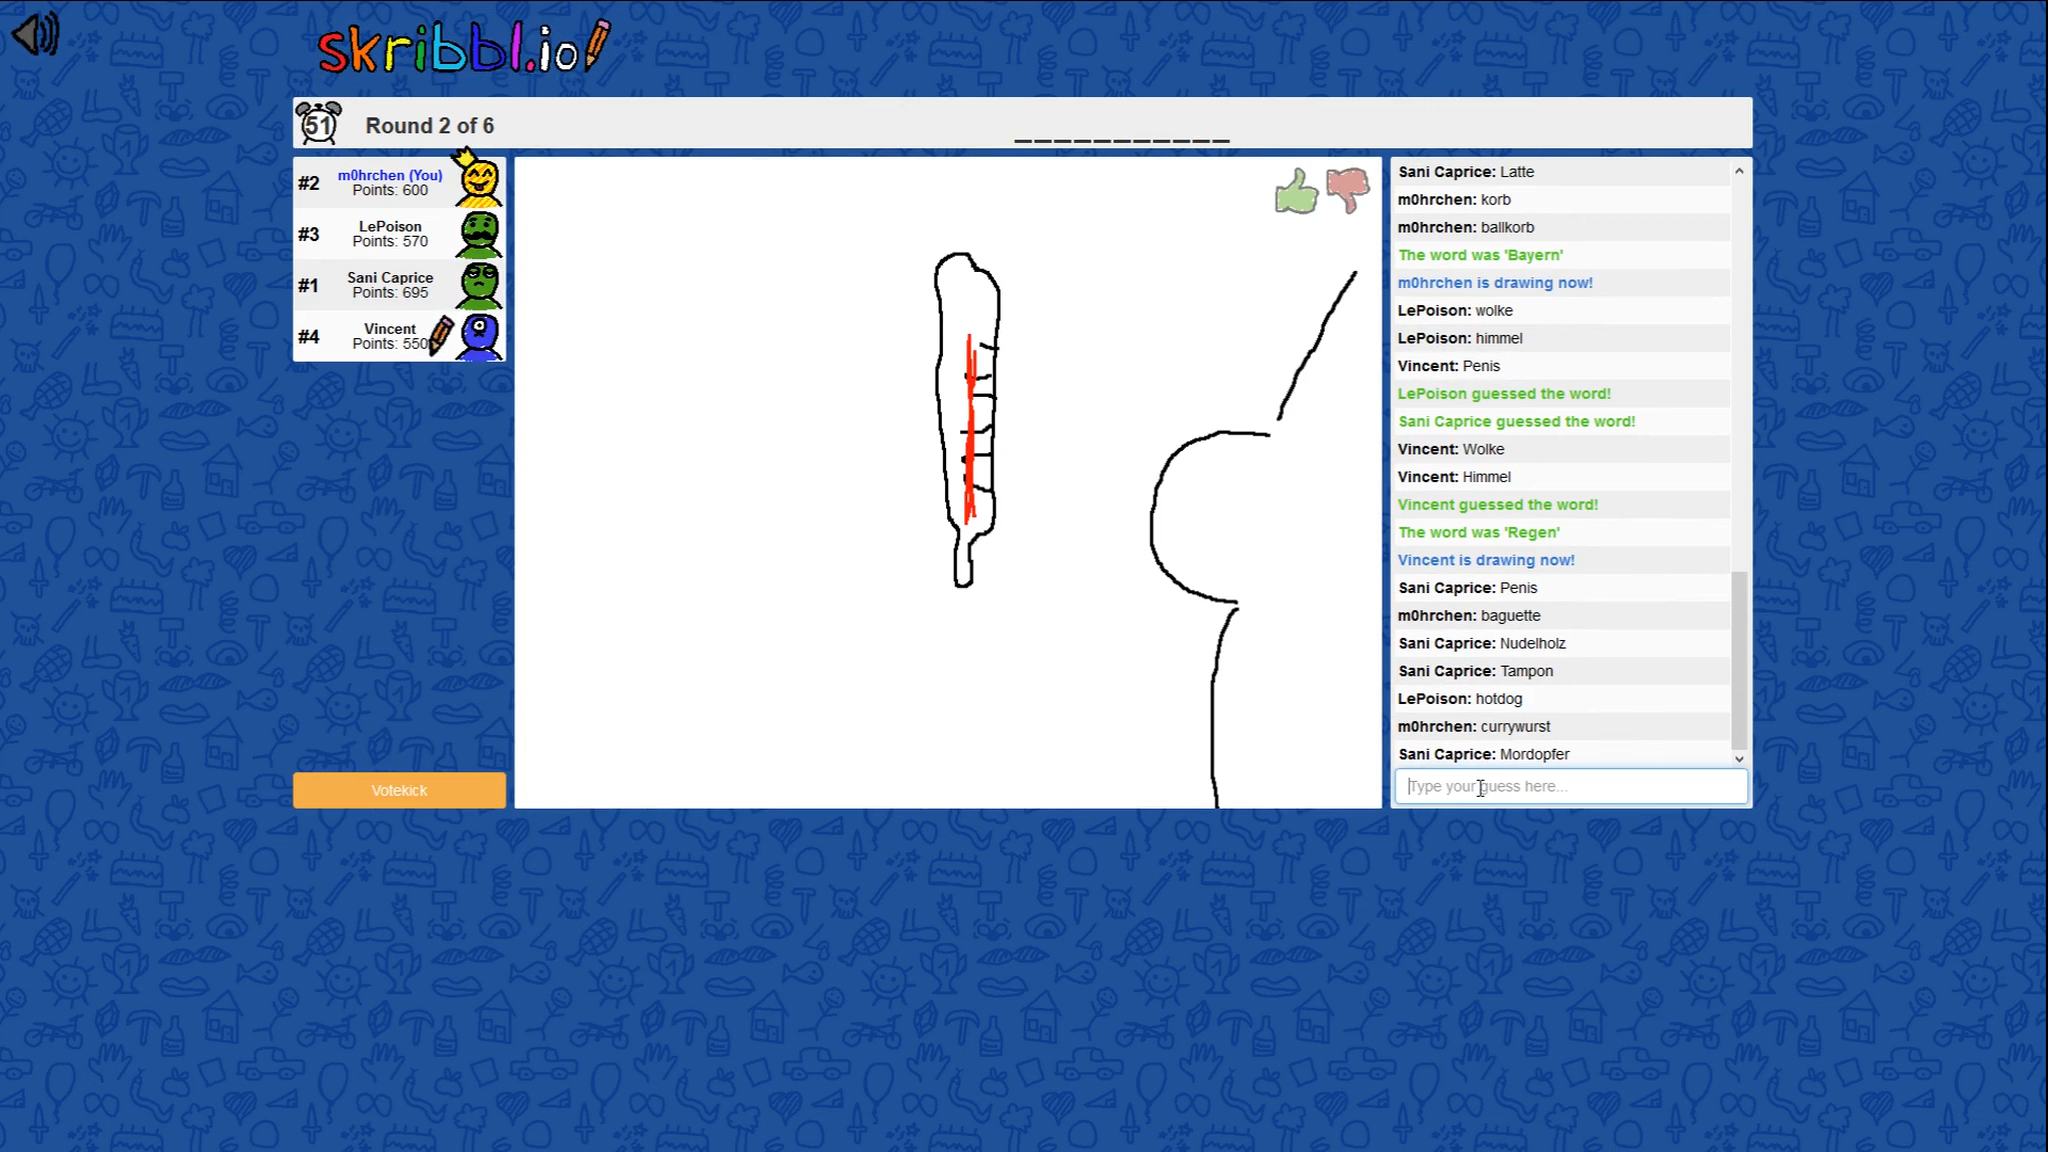 skribbl.io
51
Round 2 of 6
___________
#2
m0hrchen (You)
Points: 600
#3
LePoison
Points: 570
#1
Sani Caprice
Points: 695
#4
Vincent
Points: 550
Votekick
Sani Caprice: Latte
m0hrchen: korb
m0hrchen: ballkorb
The word was 'Bayern'
m0hrchen is drawing now!
LePoison: wolke
LePoison: himmel
Vincent: Penis
LePoison guessed the word!
Sani Caprice guessed the word!
Vincent: Wolke
Vincent: Himmel
Vincent guessed the word!
The word was 'Regen'
Vincent is drawing now!
Sani Caprice: Penis
m0hrchen: baguette
Sani Caprice: Nudelholz
Sani Caprice: Tampon
LePoison: hotdog
m0hrchen: currywurst
Sani Caprice: Mordopfer
Type your guess here...